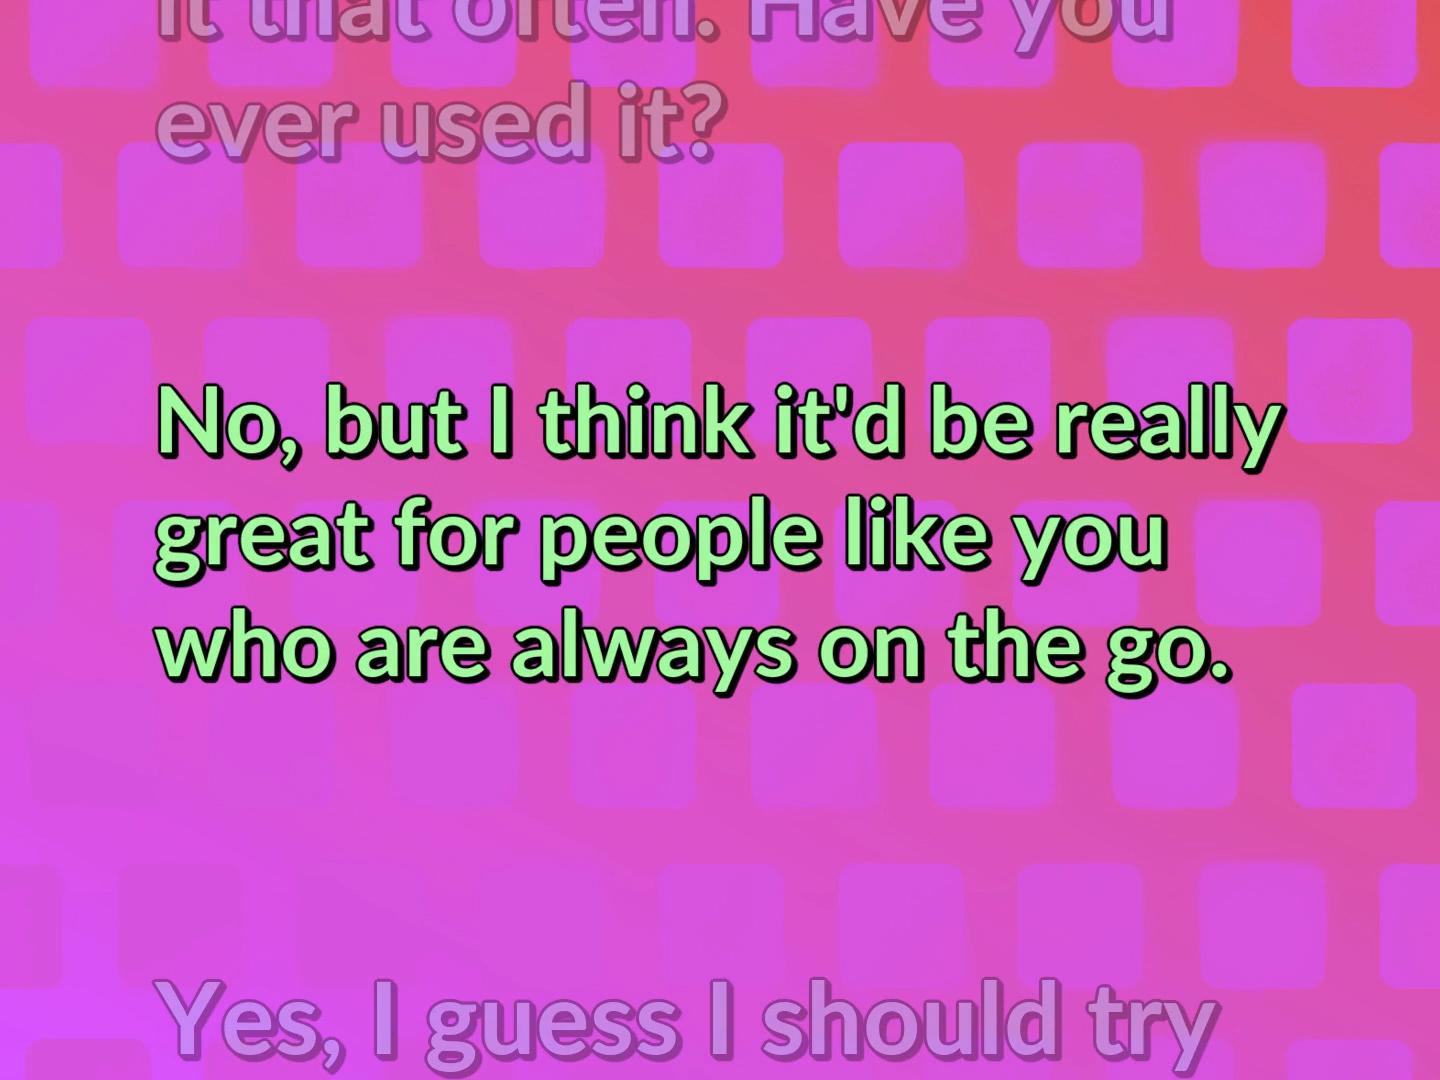 it that often. Have you
ever used it?
No, but I think it'd be really
great for people like you
who are always on the go.
Yes, I guess I should try